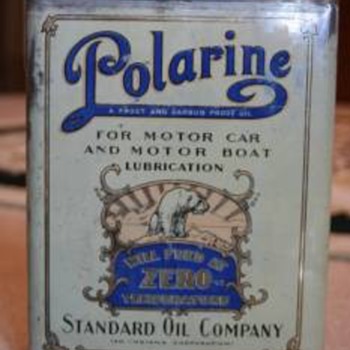 Polarine
A FROST AND CARBON PROOF OIL
FOR MOTOR CAR
AND MOTOR BOAT
LUBRICATION
WILL FEED AT
ZERO
TEMPERATURE
STANDARD OIL COMPANY
(AN INDIANA CORPORATION)